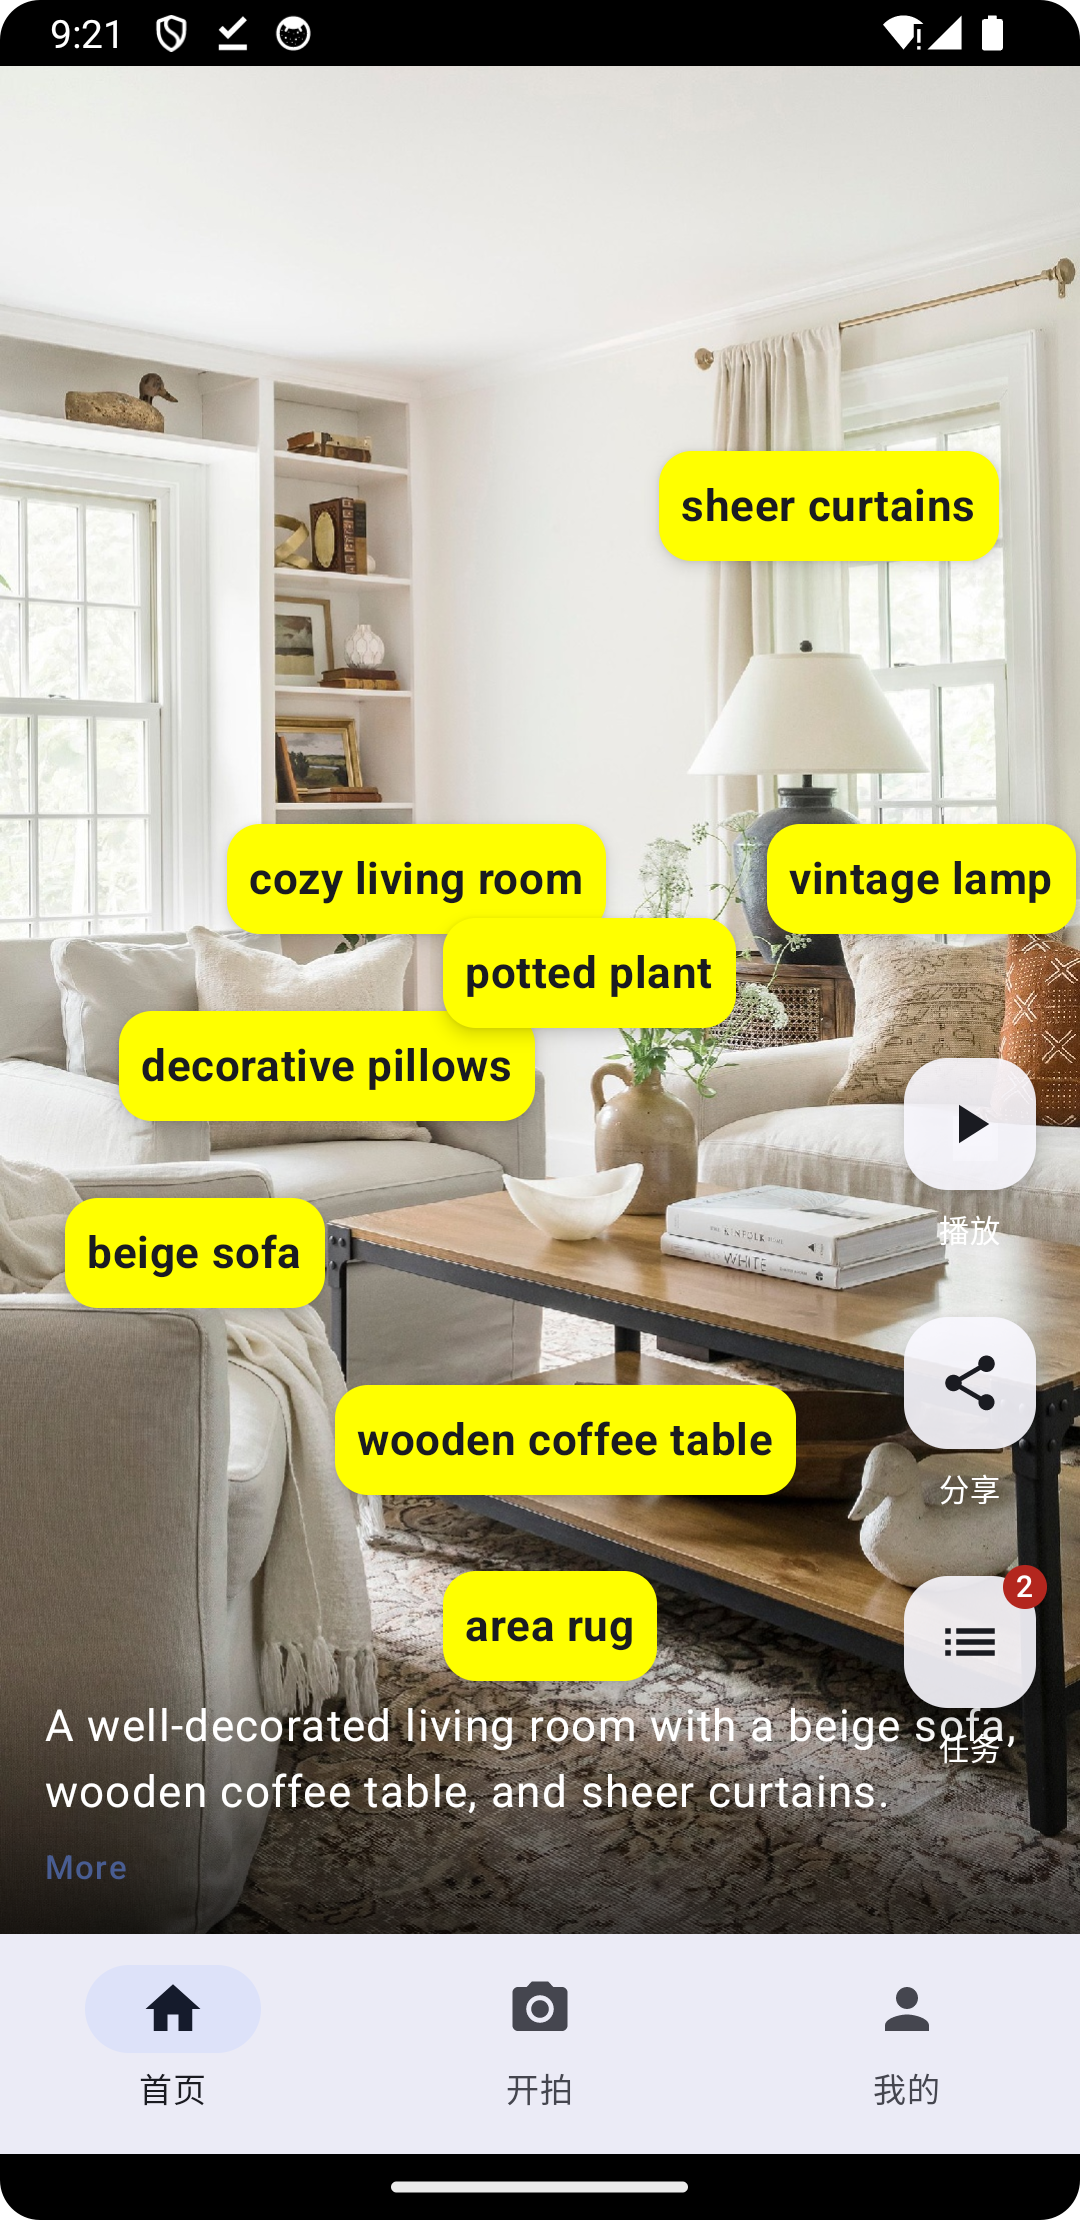 9:21
sheer curtains
cozy living room
vintage lamp
potted plant
decorative pillows
播放
beige sofa
KINFOLK
WHITE
wooden coffee table
分享
2
area rug
任务
A well-decorated living room with a beige sofa,
wooden coffee table, and sheer curtains.
More
首页
开拍
我的